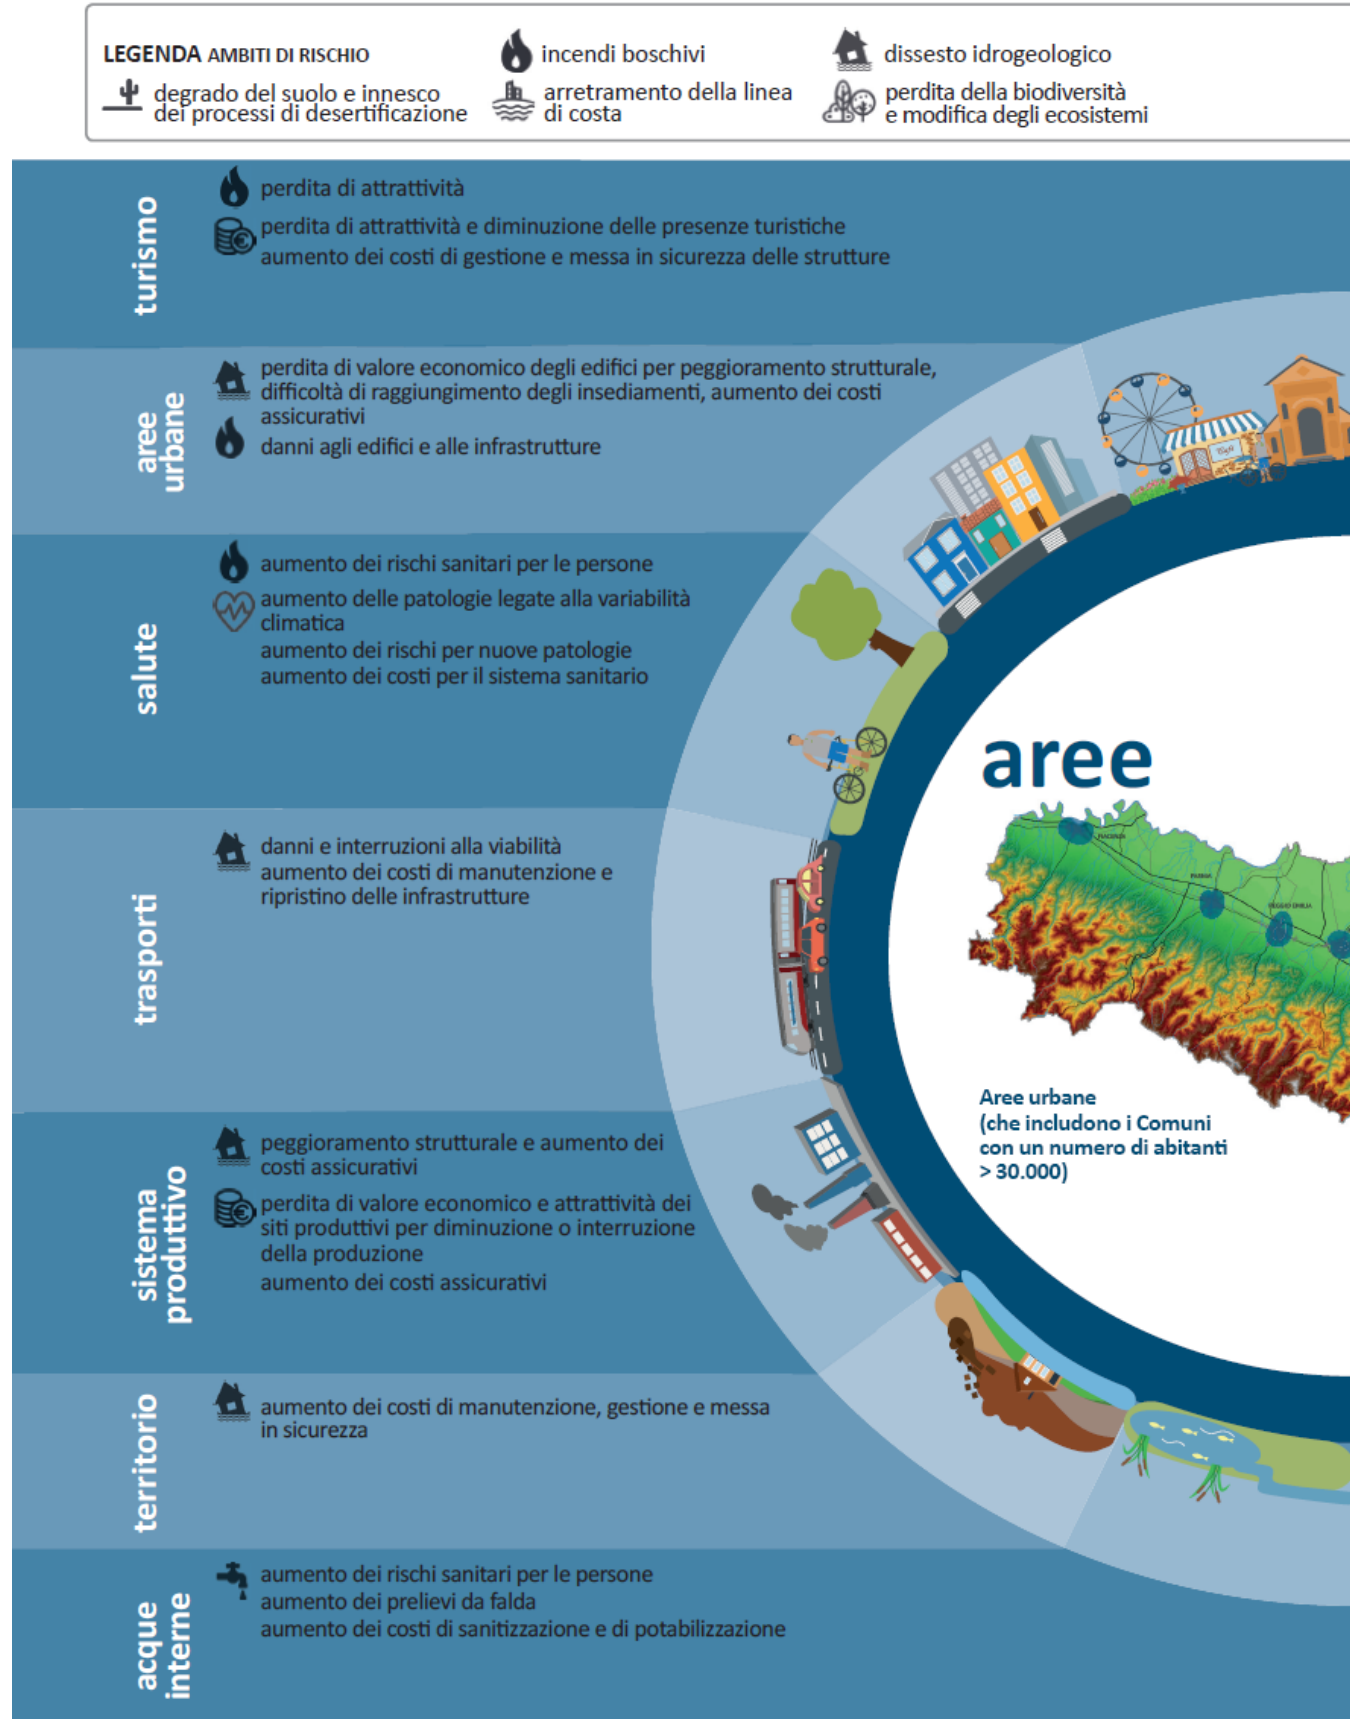 LEGENDA AMBITI DI RISCHIO
incendi boschivi
dissesto idrogeologico
degrado del suolo e innesco
dei processi di desertificazione
arretramento della linea
di costa
perdita della biodiversità
e modifica degli ecosistemi
turismo
perdita di attrattività
perdita di attrattività e diminuzione delle presenze turistiche
aumento dei costi di gestione e messa in sicurezza delle strutture
aree
urbane
perdita di valore economico degli edifici per peggioramento strutturale,
difficoltà di raggiungimento degli insediamenti, aumento dei costi
assicurativi
danni agli edifici e alle infrastrutture
salute
aumento dei rischi sanitari per le persone
aumento delle patologie legate alla variabilità
climatica
aumento dei rischi per nuove patologie
aumento dei costi per il sistema sanitario
trasporti
danni e interruzioni alla viabilità
aumento dei costi di manutenzione e
ripristino delle infrastrutture
sistema
produttivo
peggioramento strutturale e aumento dei
costi assicurativi
perdita di valore economico e attrattività dei
siti produttivi per diminuzione o interruzione
della produzione
aumento dei costi assicurativi
territorio
aumento dei costi di manutenzione, gestione e messa
in sicurezza
acque
interne
aumento dei rischi sanitari per le persone
aumento dei prelievi da falda
aumento dei costi di sanitizzazione e di potabilizzazione
aree
PIACENZA
PARMA
REGGIO EMILIA
Aree urbane
(che includono i Comuni
con un numero di abitanti
> 30.000)